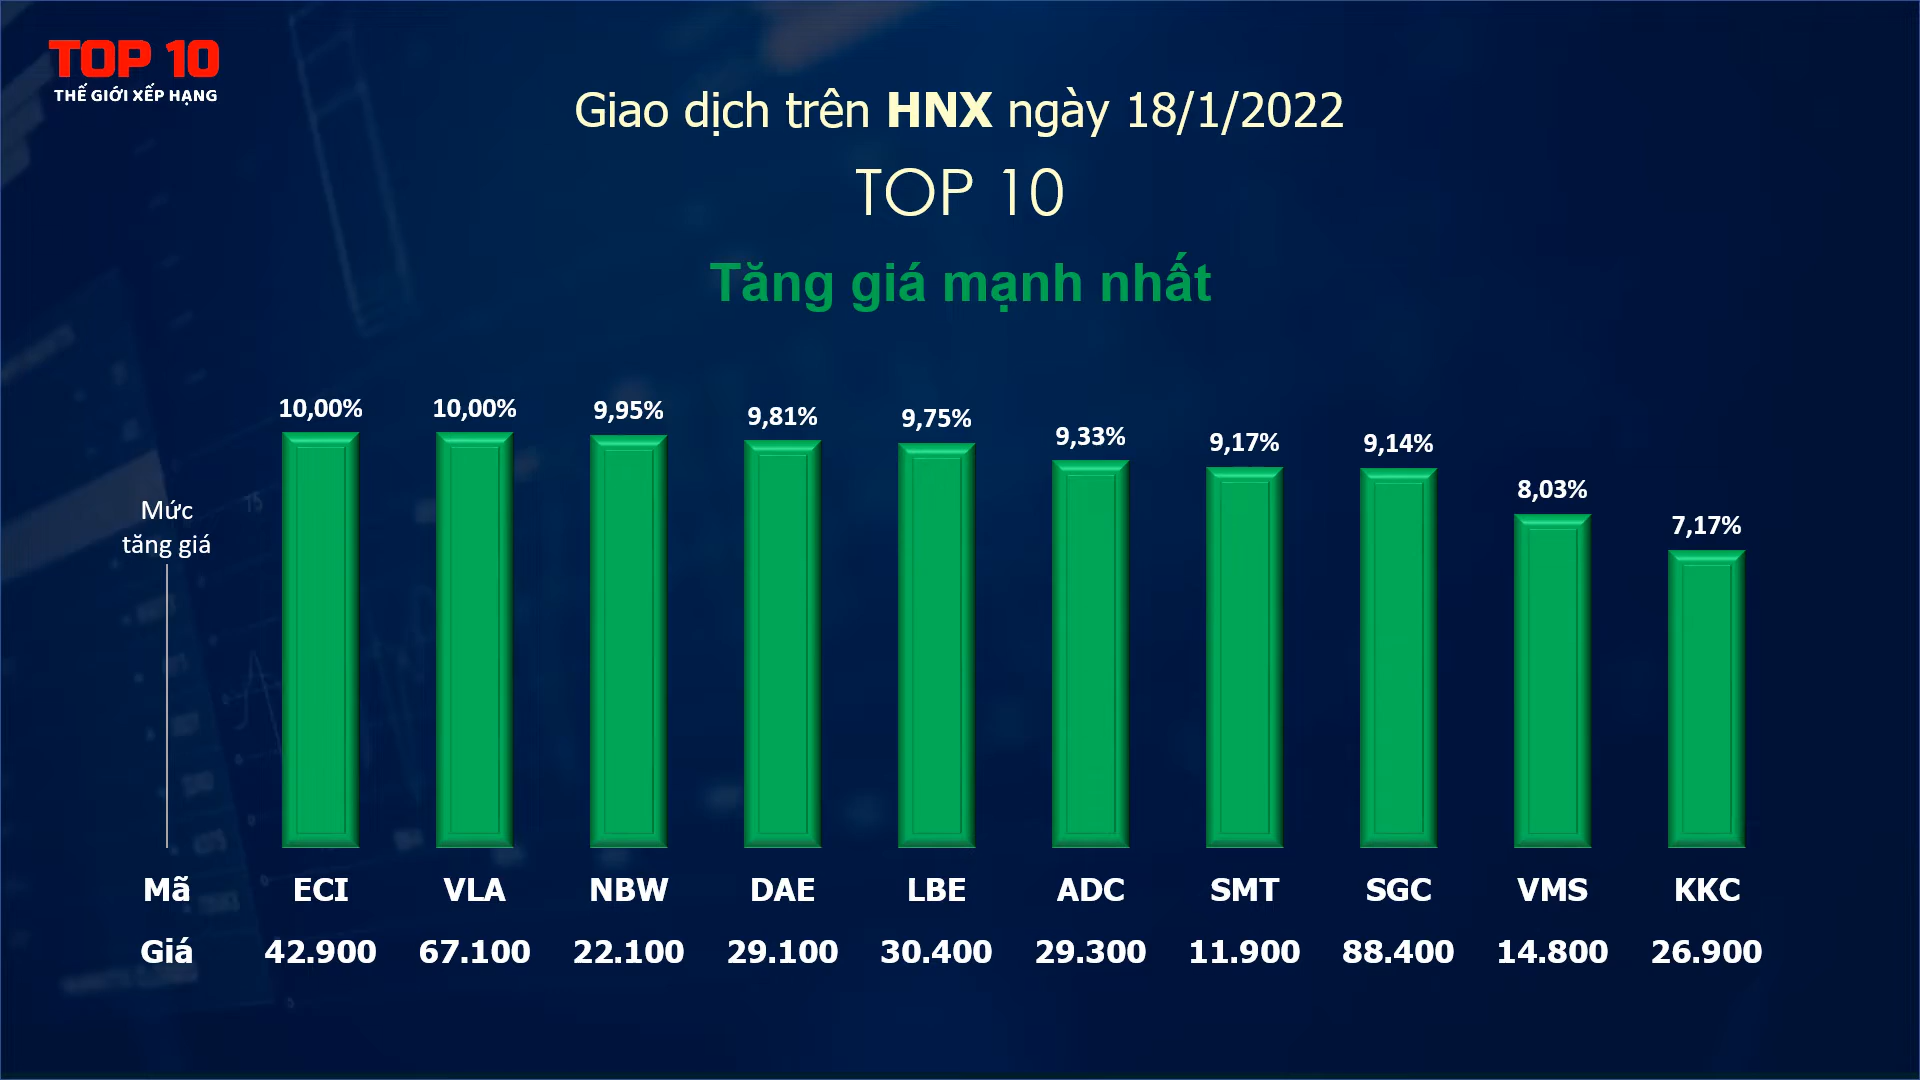 TOP 10
THẾ GIỚI XẾP HẠNG
Giao dịch trên HNX ngày 18/1/2022
TOP 10
Tăng giá mạnh nhất
10,00% 10,00% 9,95% 9,81% 9,75% 9,33% 9,17% 9,14% 8,03% 7,17%
Mức
tăng giá
Mã ECI VLA NBW DAE LBE ADC SMT SGC VMS KKC
Giá 42.900 67.100 22.100 29.100 30.400 29.300 11.900 88.400 14.800 26.900